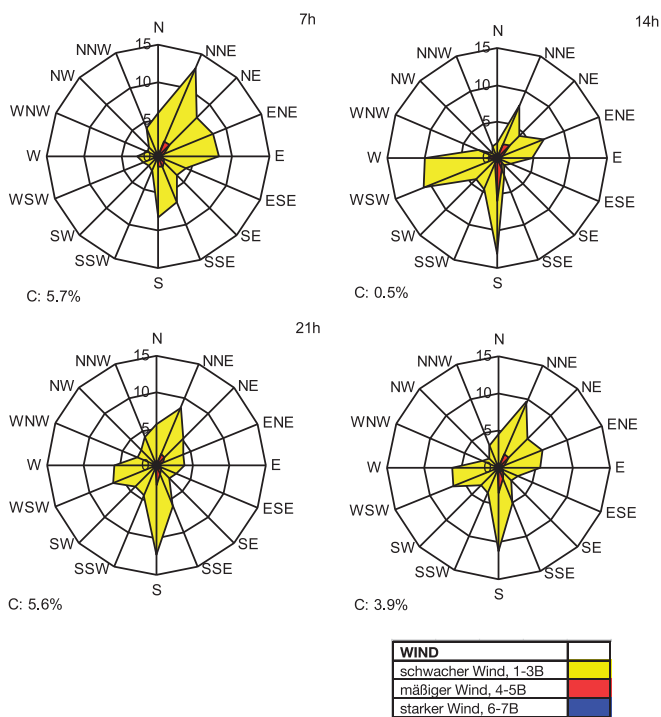 7h
N
NNE
NE
ENE
E
ESE
SE
SSE
S
SSW
SW
WSW
W
WNW
NW
NNW
15
10
5
0
C: 5.7%
14h
N
NNE
NE
ENE
E
ESE
SE
SSE
S
SSW
SW
WSW
W
WNW
NW
NNW
15
10
5
0
C: 0.5%
21h
N
NNE
NE
ENE
E
ESE
SE
SSE
S
SSW
SW
WSW
W
WNW
NW
NNW
15
10
5
0
C: 5.6%
N
NNE
NE
ENE
E
ESE
SE
SSE
S
SSW
SW
WSW
W
WNW
NW
NNW
15
10
5
0
C: 3.9%
WIND
schwacher Wind, 1-3B
mäßiger Wind, 4-5B
starker Wind, 6-7B